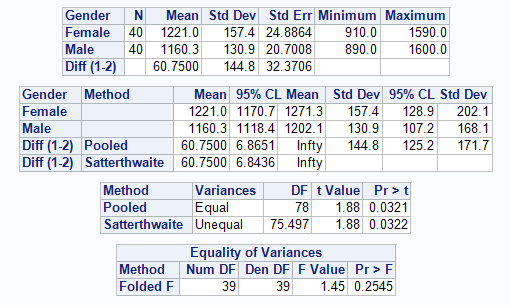 Gender N Mean Std Dev Std Err Minimum Maximum
Female 40 1221.0 157.4 24.8864 910.0 1590.0
Male 40 1160.3 130.9 20.7008 890.0 1600.0
Diff (1-2) 60.7500 144.8 32.3706
Gender Method Mean 95% CL Mean Std Dev 95% CL Std Dev
Female 1221.0 1170.7 1271.3 157.4 128.9 202.1
Male 1160.3 1118.4 1202.1 130.9 107.2 168.1
Diff (1-2) Pooled 60.7500 6.8651 Infty 144.8 125.2 171.7
Diff (1-2) Satterthwaite 60.7500 6.8436 Infty
Method Variances DF t Value Pr > t
Pooled Equal 78 1.88 0.0321
Satterthwaite Unequal 75.497 1.88 0.0322
Equality of Variances
Method Num DF Den DF F Value Pr > F
Folded F 39 39 1.45 0.2545